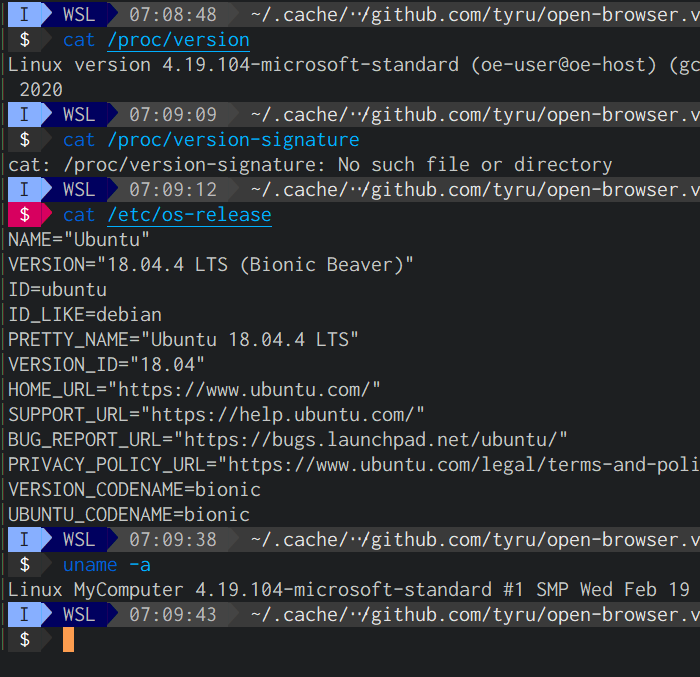 I WSL 07:08:48 ~/.cache/··/github.com/tyru/open-browser.v
$ cat /proc/version
Linux version 4.19.104-microsoft-standard (oe-user@oe-host) (gc
2020
I WSL 07:09:09 ~/.cache/··/github.com/tyru/open-browser.v
$ cat /proc/version-signature
cat: /proc/version-signature: No such file or directory
I WSL 07:09:12 ~/.cache/··/github.com/tyru/open-browser.v
$ cat /etc/os-release
NAME="Ubuntu"
VERSION="18.04.4 LTS (Bionic Beaver)"
ID=ubuntu
ID_LIKE=debian
PRETTY_NAME="Ubuntu 18.04.4 LTS"
VERSION_ID="18.04"
HOME_URL="https://www.ubuntu.com/"
SUPPORT_URL="https://help.ubuntu.com/"
BUG_REPORT_URL="https://bugs.launchpad.net/ubuntu/"
PRIVACY_POLICY_URL="https://www.ubuntu.com/legal/terms-and-poli
VERSION_CODENAME=bionic
UBUNTU_CODENAME=bionic
I WSL 07:09:38 ~/.cache/··/github.com/tyru/open-browser.v
$ uname -a
Linux MyComputer 4.19.104-microsoft-standard #1 SMP Wed Feb 19
I WSL 07:09:43 ~/.cache/··/github.com/tyru/open-browser.v
$